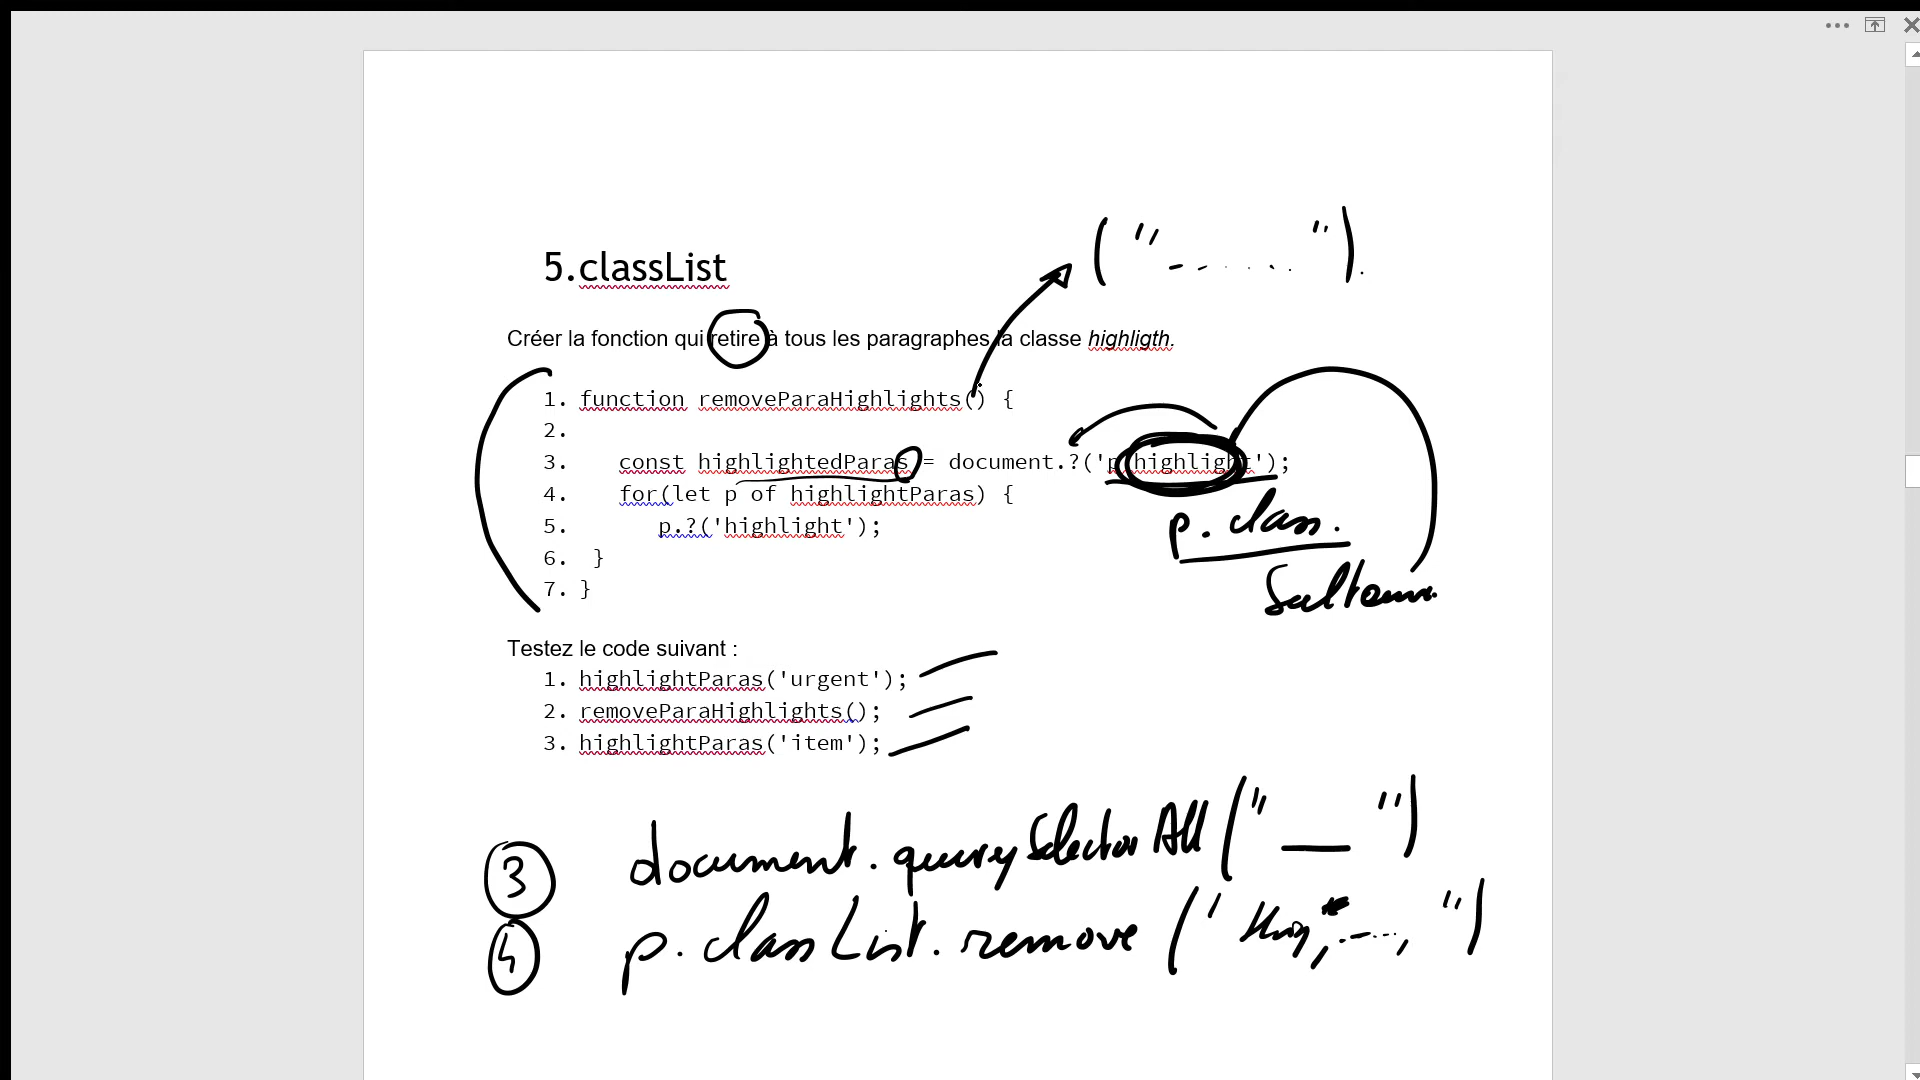 (" ...... ").
5.classList
Créer la fonction qui retire à tous les paragraphes la classe highligth.
1. function removeParaHighlights() {
2.
3. const highlightedParas = document.?('p.highlight');
4. for(let p of highlightParas) {
p. class.
5. p.?('highlight');
6. }
7. }
Testez le code suivant :
1. highlightParas('urgent');
2. removeParaHighlights();
3. highlightParas('item');
3 document.querySelectorAll ("__")
4 p.classList.remove (" ..... ")